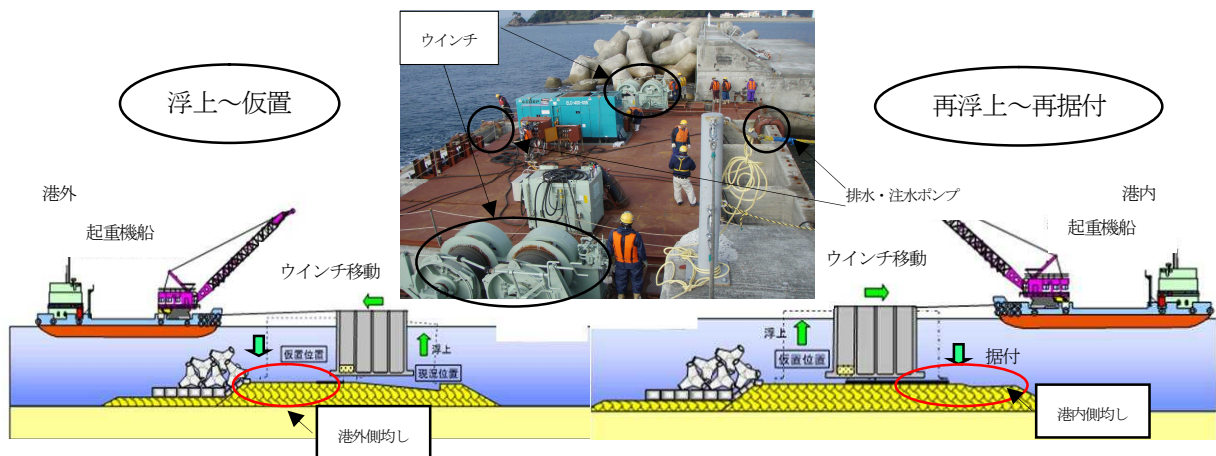 ウインチ
浮上～仮置
再浮上～再据付
排水・注水ポンプ
港外
起重機船
ウインチ移動
仮置位置
浮上
現況位置
港外側均し
港内
起重機船
ウインチ移動
浮上
仮置位置
据付
港内側均し